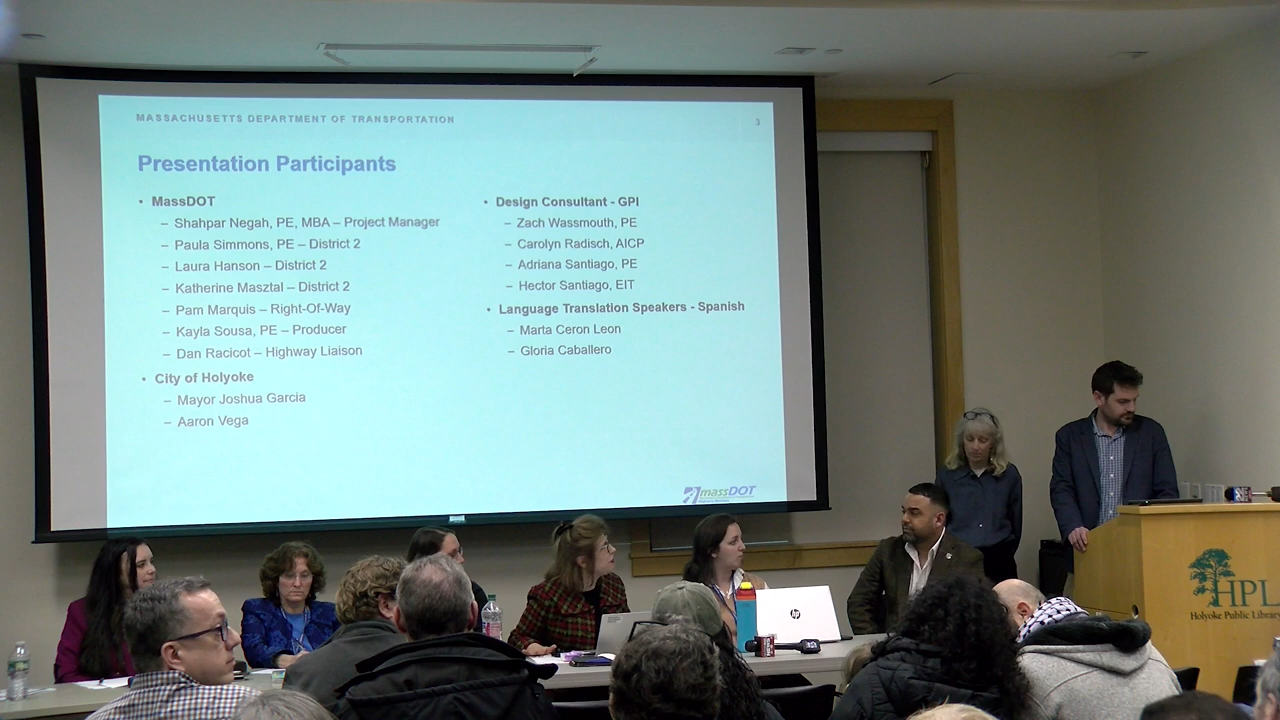 MASSACHUSETTS DEPARTMENT OF TRANSPORTATION
3
Presentation Participants
• MassDOT
– Shahpar Negah, PE, MBA – Project Manager
– Paula Simmons, PE – District 2
– Laura Hanson – District 2
– Katherine Masztal – District 2
– Pam Marquis – Right-Of-Way
– Kayla Sousa, PE – Producer
– Dan Racicot – Highway Liaison
• City of Holyoke
– Mayor Joshua Garcia
– Aaron Vega
• Design Consultant - GPI
– Zach Wassmouth, PE
– Carolyn Radisch, AICP
– Adriana Santiago, PE
– Hector Santiago, EIT
• Language Translation Speakers - Spanish
– Marta Ceron Leon
– Gloria Caballero
massDOT
hp
HPL
Holyoke Public Library